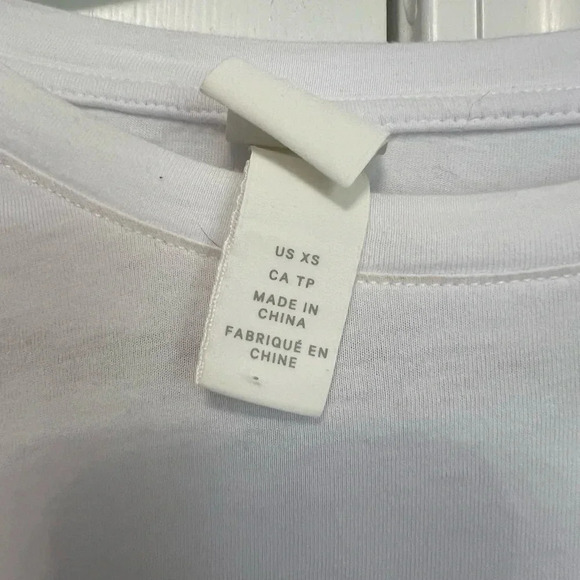 US XS
CA TP
MADE IN
CHINA
FABRIQUÉ EN
CHINE